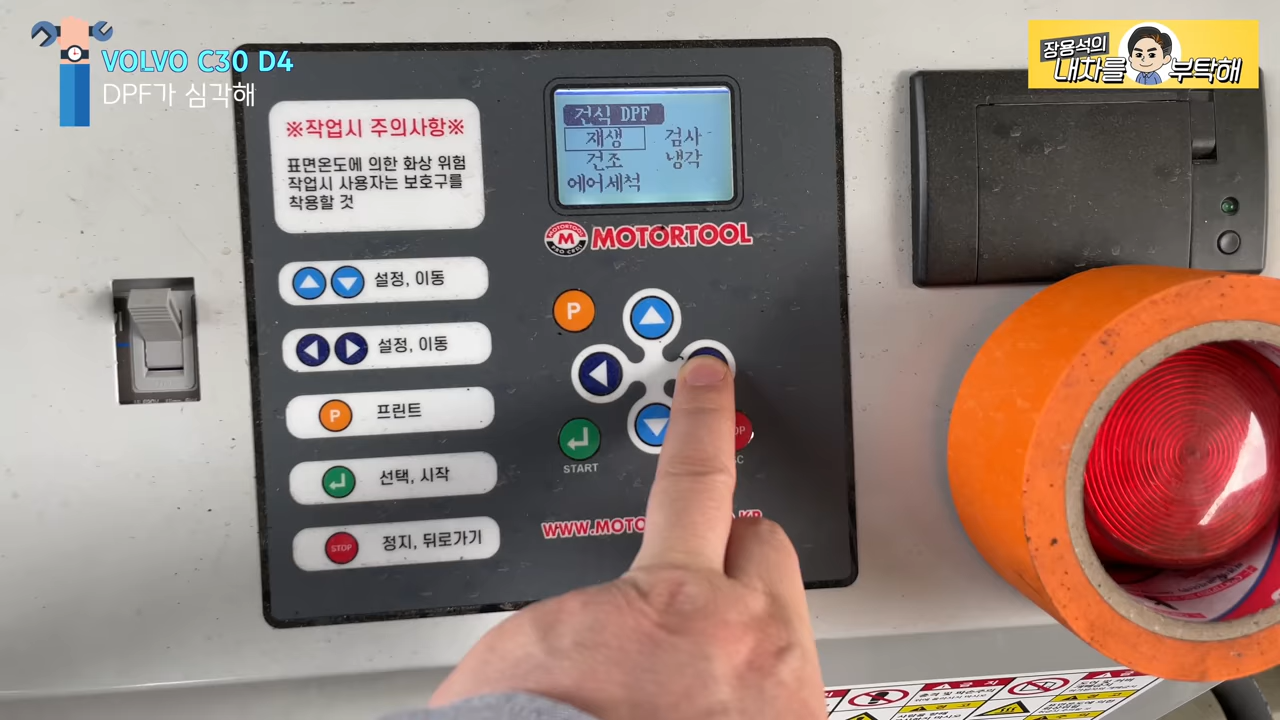 VOLVO C30 D4
DPF가 심각해
장용석의
내차를 부탁해
※작업시 주의사항※
표면온도에 의한 화상 위험
작업시 사용자는 보호구를
착용할 것
설정, 이동
설정, 이동
P 프린트
선택, 시작
STOP 정지, 뒤로가기
건식 DPF
재생 검사
건조 냉각
에어세척
M MOTORTOOL
P
START
금지
경고